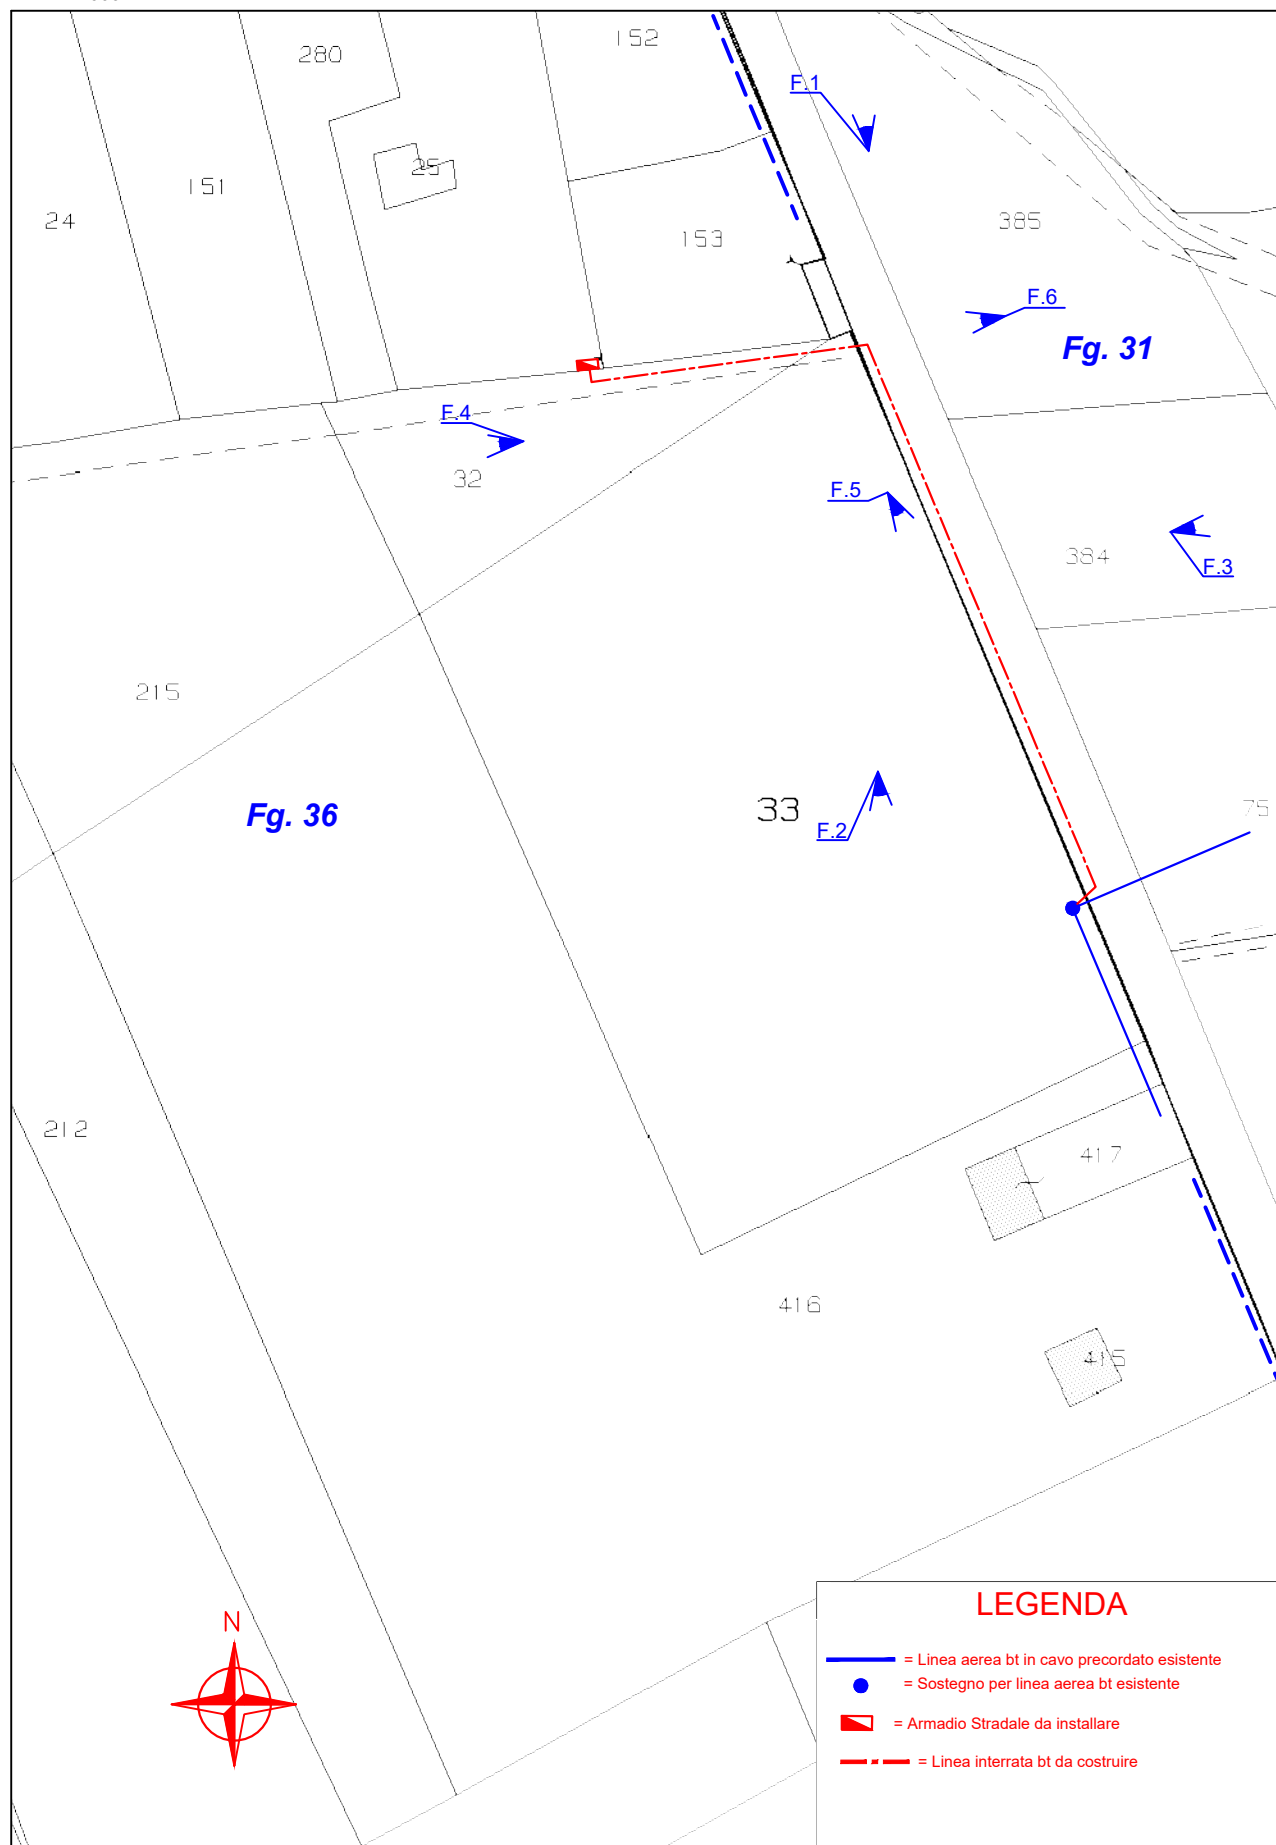 152
280
F.1
25
151
24
153
385
F.6
Fg. 31
F.4
32
F.5
384
F.3
215
33
75
Fg. 36
F.2
212
417
416
415
LEGENDA
N
= Linea aerea bt in cavo precordato esistente
= Sostegno per linea aerea bt esistente
= Armadio Stradale da installare
= Linea interrata bt da costruire